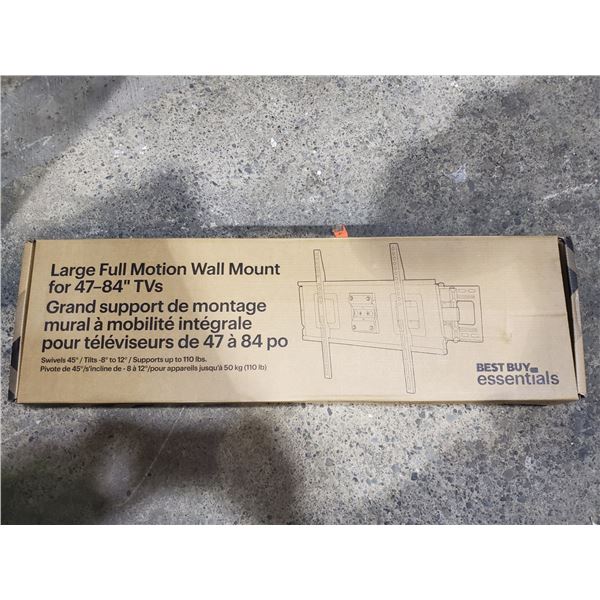 Large Full Motion Wall Mount
for 47-84" TVs
Grand support de montage
mural à mobilité intégrale
pour téléviseurs de 47 à 84 po
Swivels 45° / Tilts -8° to 12° / Supports up to 110 lbs.
Pivote de 45°/s'incline de - 8 à 12°/pour appareils jusqu'à 50 kg (110 lb)
BEST BUY
essentials